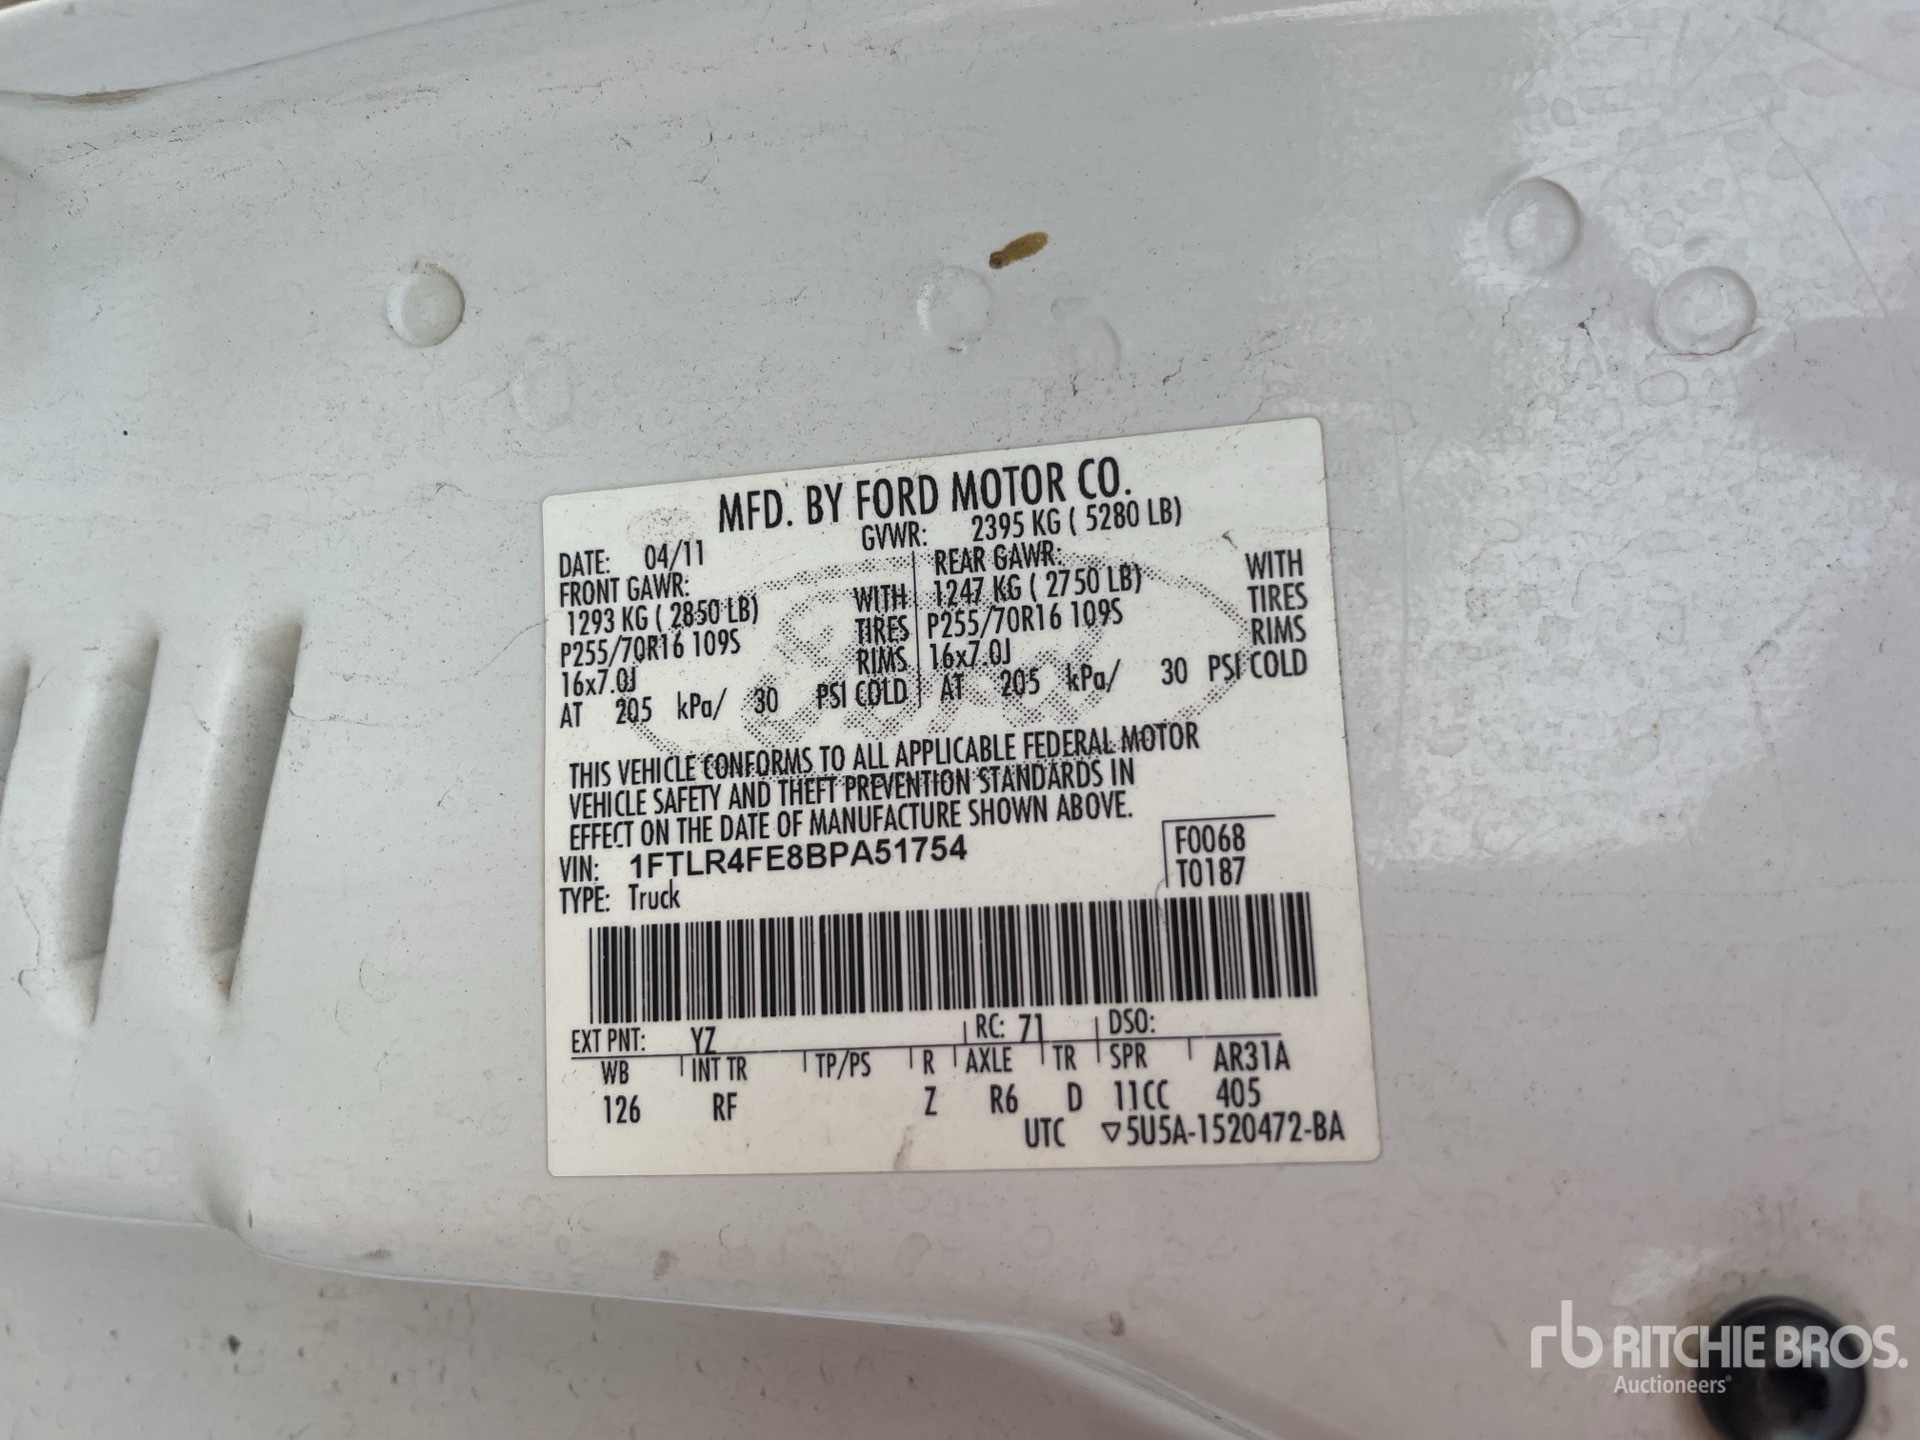 MFD. BY FORD MOTOR CO.
DATE: 04/11 GVWR: 2395 KG ( 5280 LB)
FRONT GAWR: REAR GAWR:
1293 KG ( 2850 LB) WITH 1247 KG ( 2750 LB) WITH
P255/70R16 109S TIRES P255/70R16 109S TIRES
16x7.0J RIMS 16x7.0J RIMS
AT 205 kPa/ 30 PSI COLD AT 205 kPa/ 30 PSI COLD
THIS VEHICLE CONFORMS TO ALL APPLICABLE FEDERAL MOTOR
VEHICLE SAFETY AND THEFT PREVENTION STANDARDS IN
EFFECT ON THE DATE OF MANUFACTURE SHOWN ABOVE.
VIN: 1FTLR4FE8BPA51754 F0068
TYPE: Truck T0187
EXT PNT: YZ RC: 71 DSO:
WB INT TR TP/PS R AXLE TR SPR AR31A
126 RF Z R6 D 11CC 405
UTC ▽5U5A-1520472-BA
rb RITCHIE BROS.
Auctioneers®